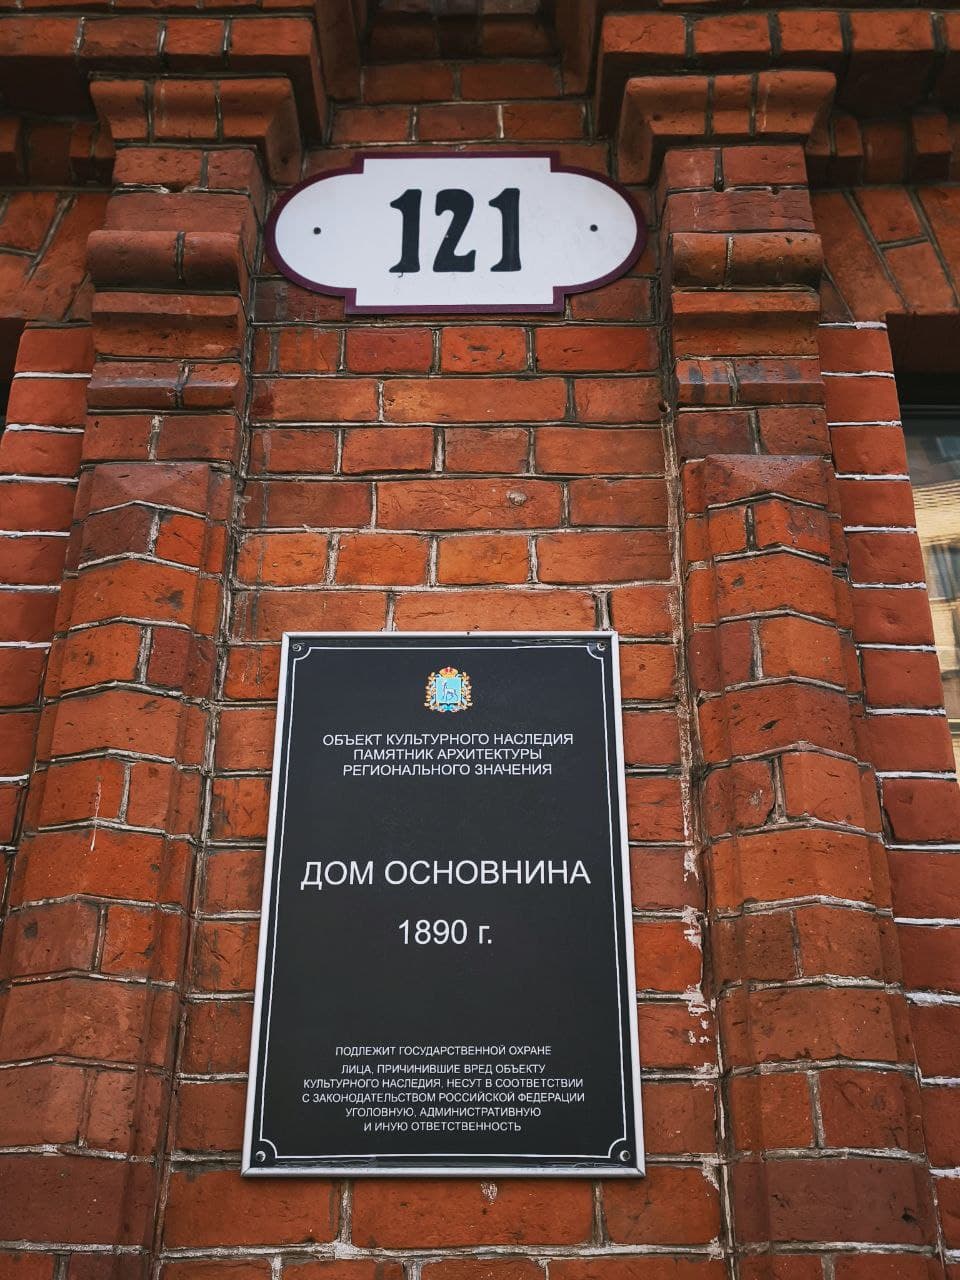 121
ОБЪЕКТ КУЛЬТУРНОГО НАСЛЕДИЯ
ПАМЯТНИК АРХИТЕКТУРЫ
РЕГИОНАЛЬНОГО ЗНАЧЕНИЯ
ДОМ ОСНОВНИНА
1890 г.
ПОДЛЕЖИТ ГОСУДАРСТВЕННОЙ ОХРАНЕ
ЛИЦА, ПРИЧИНИВШИЕ ВРЕД ОБЪЕКТУ
КУЛЬТУРНОГО НАСЛЕДИЯ, НЕСУТ В СООТВЕТСТВИИ
С ЗАКОНОДАТЕЛЬСТВОМ РОССИЙСКОЙ ФЕДЕРАЦИИ
УГОЛОВНУЮ, АДМИНИСТРАТИВНУЮ
И ИНУЮ ОТВЕТСТВЕННОСТЬ